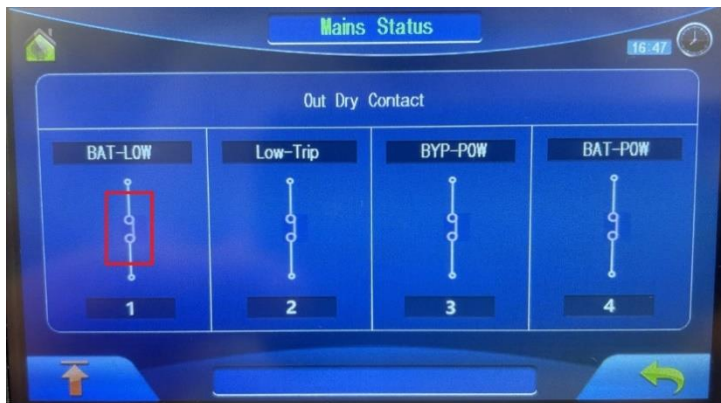 Mains Status
16:47
Out Dry Contact
BAT-LOW
Low-Trip
BYP-POW
BAT-POW
1
2
3
4